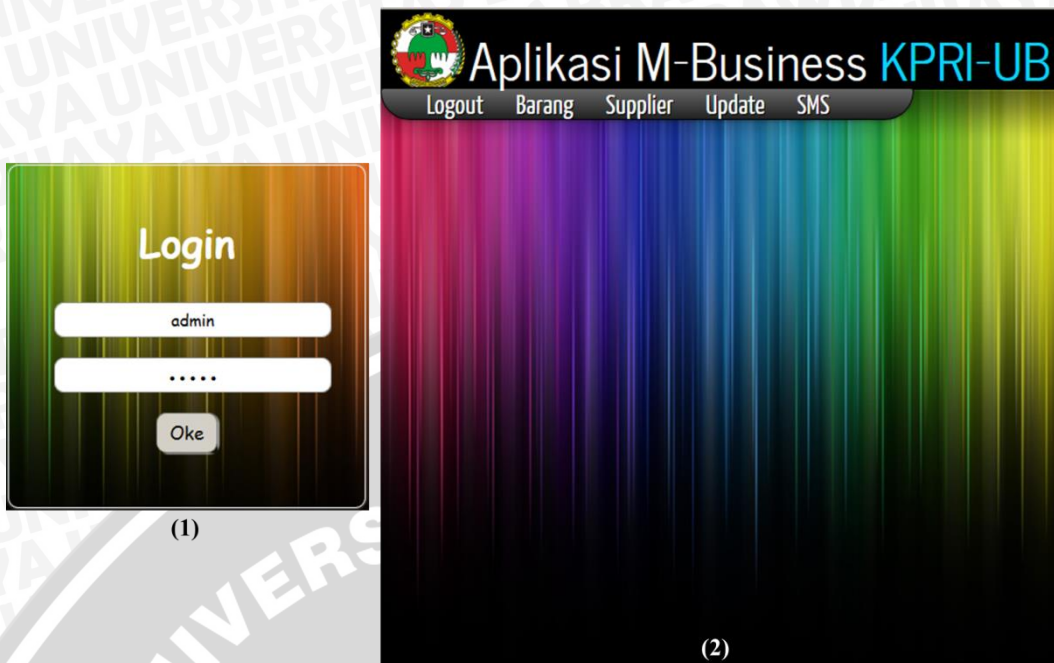 Login
admin
•••••
Oke
(1)
Aplikasi M-Business KPRI-UB
Logout Barang Supplier Update SMS
(2)